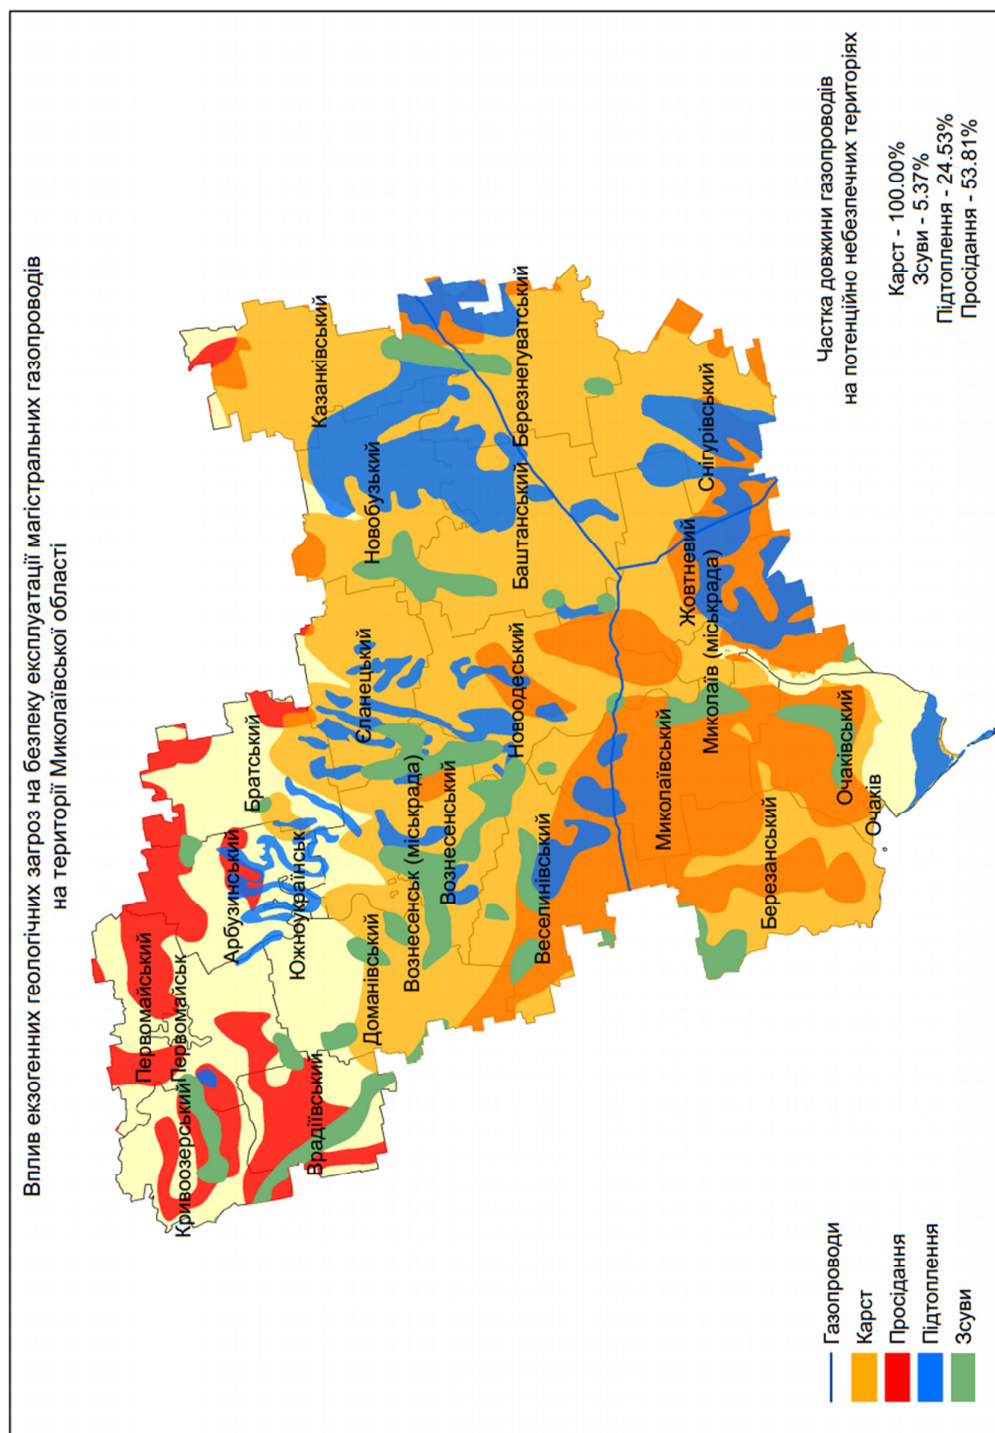 Вплив екзогенних геологічних загроз на безпеку експлуатації магістральних газопроводів
на території Миколаївської області
Первомайський
Первомайськ
Кривоозерський
Арбузинський
Братський
Южноукраїнськ
Врадіївський
Казанківський
Доманівський
Єланецький
Новобузький
Вознесенськ (міськрада)
Вознесенський
Новоодеський
Баштанський
Березнегуватський
Веселинівський
Миколаївський
Жовтневий
Снігурівський
Миколаїв (міськрада)
Березанський
Очаківський
Очаків
Частка довжини газопроводів
на потенційно небезпечних територіях
Карст - 100.00%
Зсуви - 5.37%
Підтоплення - 24.53%
Просідання - 53.81%
Газопроводи
Карст
Просідання
Підтоплення
Зсуви